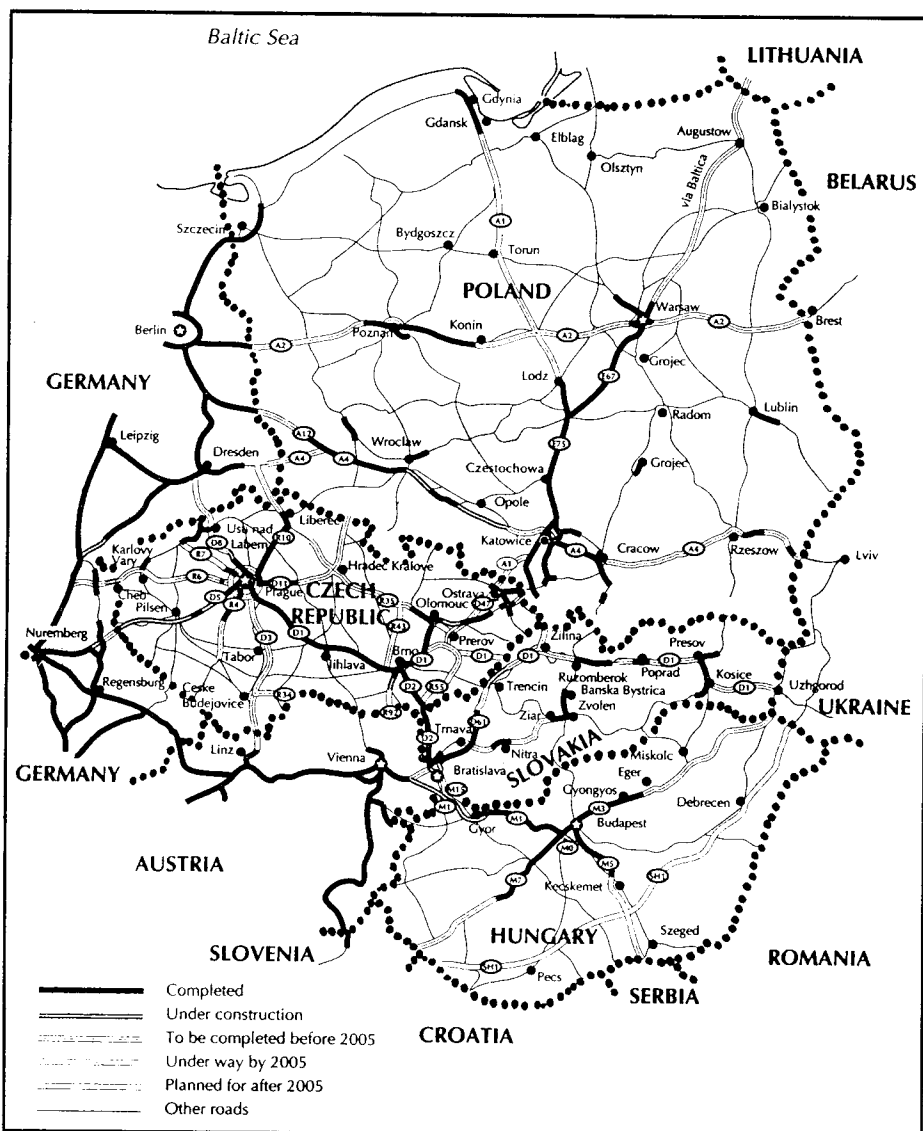 Baltic Sea
LITHUANIA
Gdynia
Gdansk
Elblag
Augustow
Olsztyn
via Baltica
BELARUS
Bialystok
Szczecin
A1
Bydgoszcz
Torun
POLAND
Warsaw
Berlin
Poznan
Konin
A2
A2
A2
Brest
Grojec
GERMANY
Lodz
E67
Radom
Lublin
Leipzig
A12
Wroclaw
E75
Dresden
A4
A4
Czestochowa
Grojec
Opole
Liberec
Usti nad
Labem
D8
R10
Katowice
A4
Cracow
A4
Rzeszow
Lviv
Karlovy
Vary
R7
A1
Hradec Kralove
R6
D11
Ostrava
Cheb
D5
Prague
CZECH
REPUBLIC
R35
Olomouc
D47
Pilsen
R4
R43
Prerov
Zilina
Presov
Nuremberg
D1
D3
Brno
D1
D1
D1
D1
Tabor
Jihlava
Ruzomberok
Poprad
Kosice
Regensburg
D2
R55
Trencin
Banska Bystrica
D1
Uzhgorod
Ceske
Budejovice
R34
Zvolen
Ziar
UKRAINE
D61
Trnava
D2
Linz
Nitra
SLOVAKIA
Miskolc
GERMANY
Vienna
Bratislava
Eger
M15
Gyongyos
Debrecen
M1
M3
Gyor
Budapest
M0
AUSTRIA
M5
M7
Kecskemet
SH1
HUNGARY
Szeged
SLOVENIA
ROMANIA
SH1
Pecs
SERBIA
CROATIA
Completed
Under construction
To be completed before 2005
Under way by 2005
Planned for after 2005
Other roads